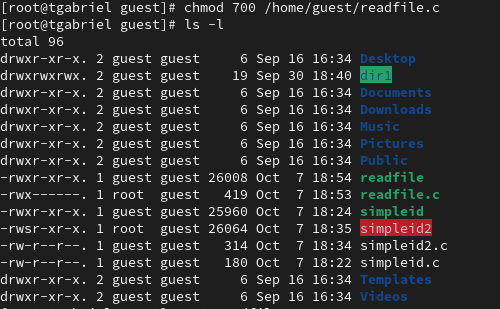 [root@tgabriel guest]# chmod 700 /home/guest/readfile.c
[root@tgabriel guest]# ls -l
total 96
drwxr-xr-x. 2 guest guest     6 Sep 16 16:34 Desktop
drwxrwxrwx. 2 guest guest    19 Sep 30 18:40 dir1
drwxr-xr-x. 2 guest guest     6 Sep 16 16:34 Documents
drwxr-xr-x. 2 guest guest     6 Sep 16 16:34 Downloads
drwxr-xr-x. 2 guest guest     6 Sep 16 16:34 Music
drwxr-xr-x. 2 guest guest     6 Sep 16 16:34 Pictures
drwxr-xr-x. 2 guest guest     6 Sep 16 16:34 Public
-rwxr-xr-x. 1 guest guest 26008 Oct  7 18:54 readfile
-rwx------. 1 root  guest   419 Oct  7 18:53 readfile.c
-rwxr-xr-x. 1 guest guest 25960 Oct  7 18:24 simpleid
-rwsr-xr-x. 1 root  guest 26064 Oct  7 18:35 simpleid2
-rw-r--r--. 1 guest guest   314 Oct  7 18:34 simpleid2.c
-rw-r--r--. 1 guest guest   180 Oct  7 18:22 simpleid.c
drwxr-xr-x. 2 guest guest     6 Sep 16 16:34 Templates
drwxr-xr-x. 2 guest guest     6 Sep 16 16:34 Videos